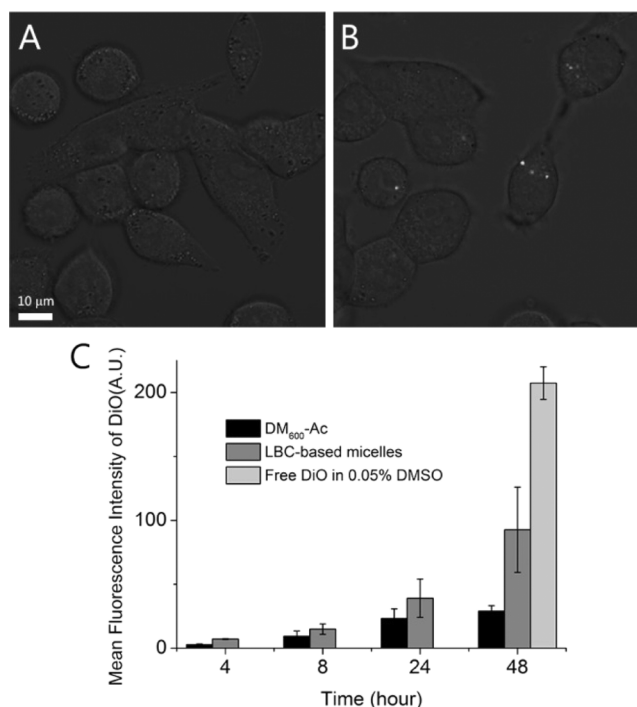 A
B
10 μm
C
Mean Fluorescence Intensity of DiO(A.U.)
200
100
0
DM₆₀₀-Ac
LBC-based micelles
Free DiO in 0.05% DMSO
4 8 24 48
Time (hour)